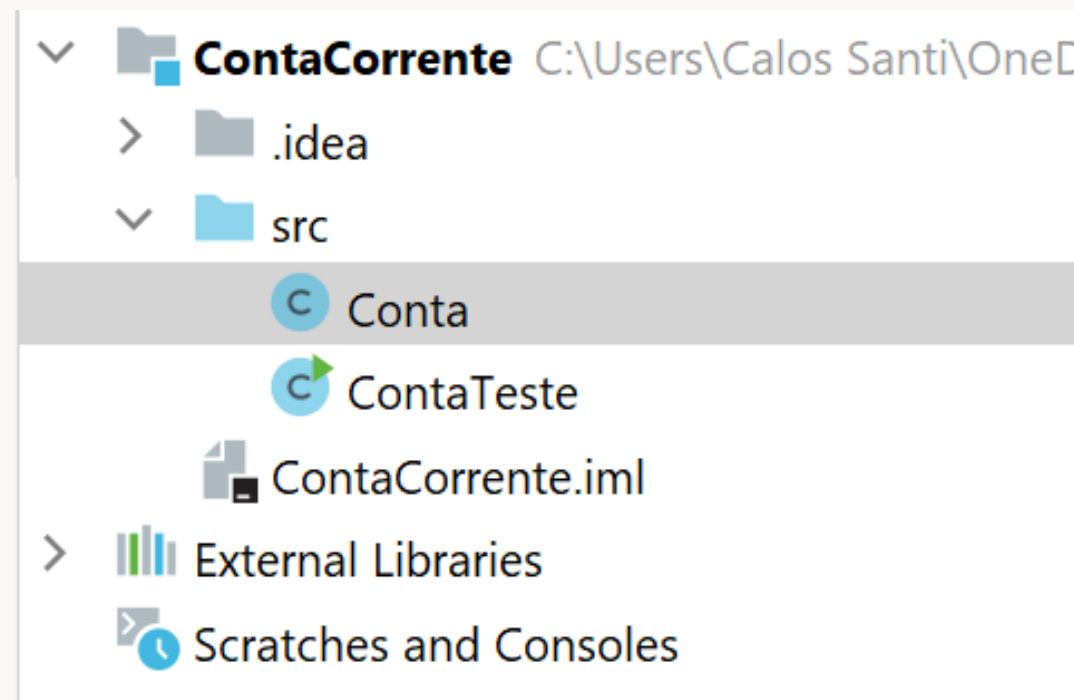 ContaCorrente C:\Users\Calos Santi\OneD
.idea
src
C Conta
C ContaTeste
ContaCorrente.iml
External Libraries
Scratches and Consoles